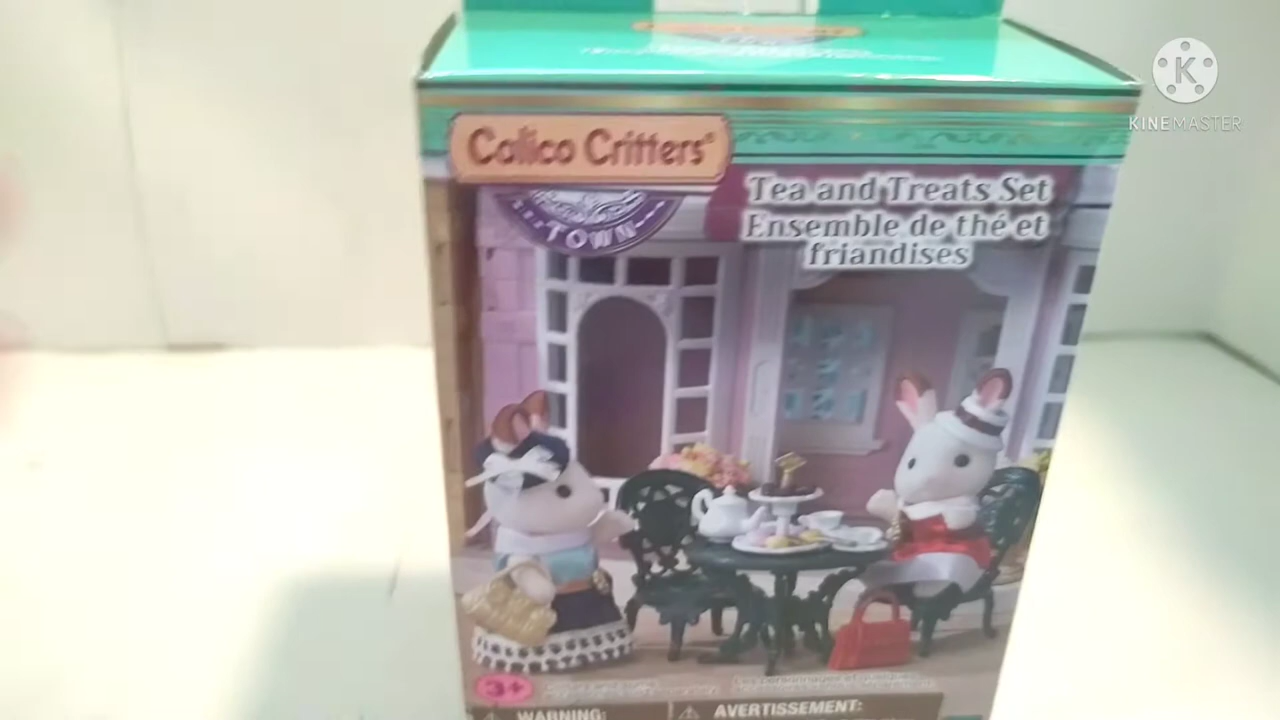 Calico Critters®
TOWN
Tea and Treats Set
Ensemble de thé et
friandises
K
KINEMASTER
3+
WARNING:
AVERTISSEMENT: